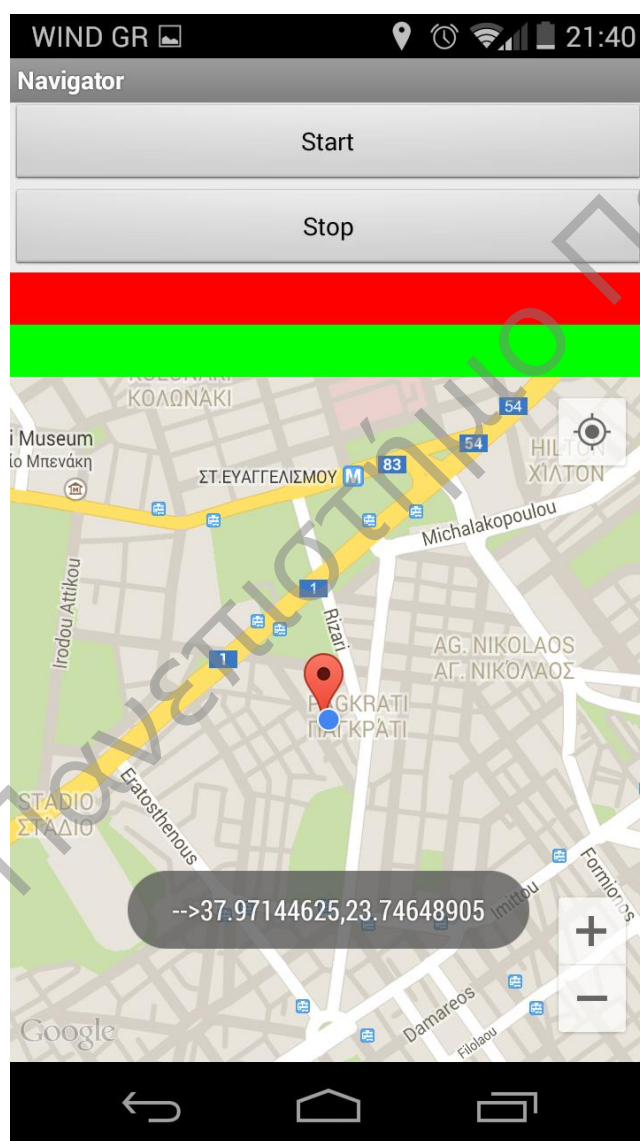 WIND GR 21:40
Navigator
Start
Stop
ΚΟΛΩΝΑΚΙ
54
i Museum
ίο Μπενάκη
54
HILTON
ΧΙΛΤΟΝ
83
ΣΤ.ΕΥΑΓΓΕΛΙΣΜΟΥ M
Michalakopoulou
Irodou Attikou
1
Rizari
AG. NIKOLAOS
ΑΓ. ΝΙΚΟΛΑΟΣ
1
PAGKRATI
ΠΑΓΚΡΑΤΙ
STADIO
ΣΤΑΔΙΟ
Eratosthenous
Formionos
Imittou
-->37.97144625,23.74648905
+
−
Damareos
Filolaou
Google